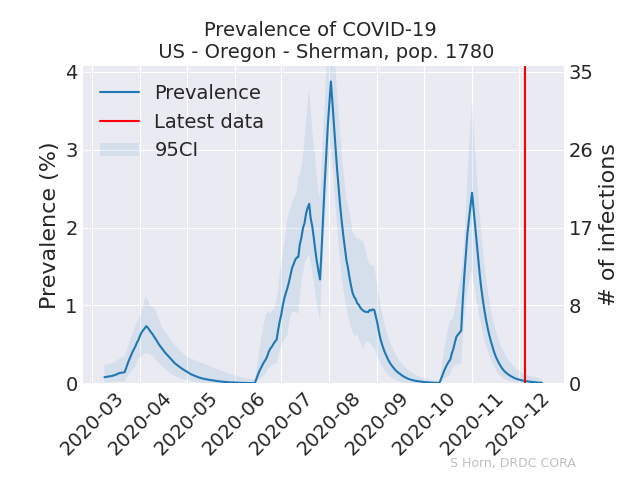 Prevalence of COVID-19
US - Oregon - Sherman, pop. 1780
Prevalence
Latest data
95CI
Prevalence (%)
4
3
2
1
0
# of infections
35
26
17
8
0
2020-03
2020-04
2020-05
2020-06
2020-07
2020-08
2020-09
2020-10
2020-11
2020-12
S Horn, DRDC CORA